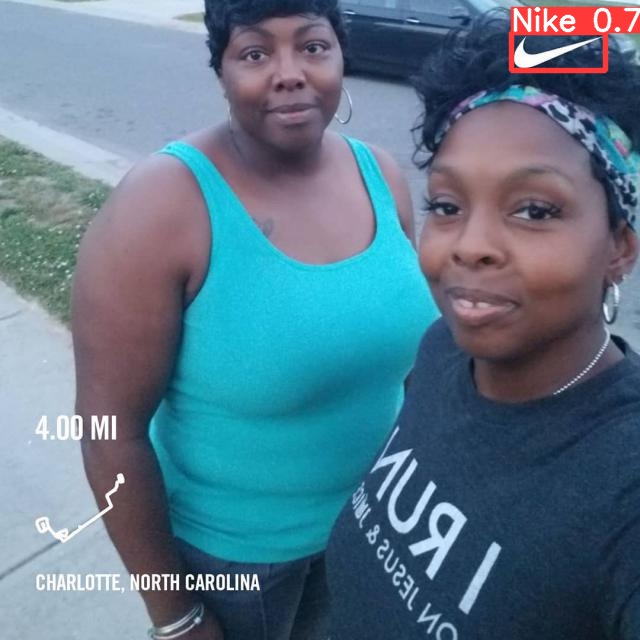 Nike 0.7
4.00 MI
CHARLOTTE, NORTH CAROLINA
I RUN
ON JESUS &